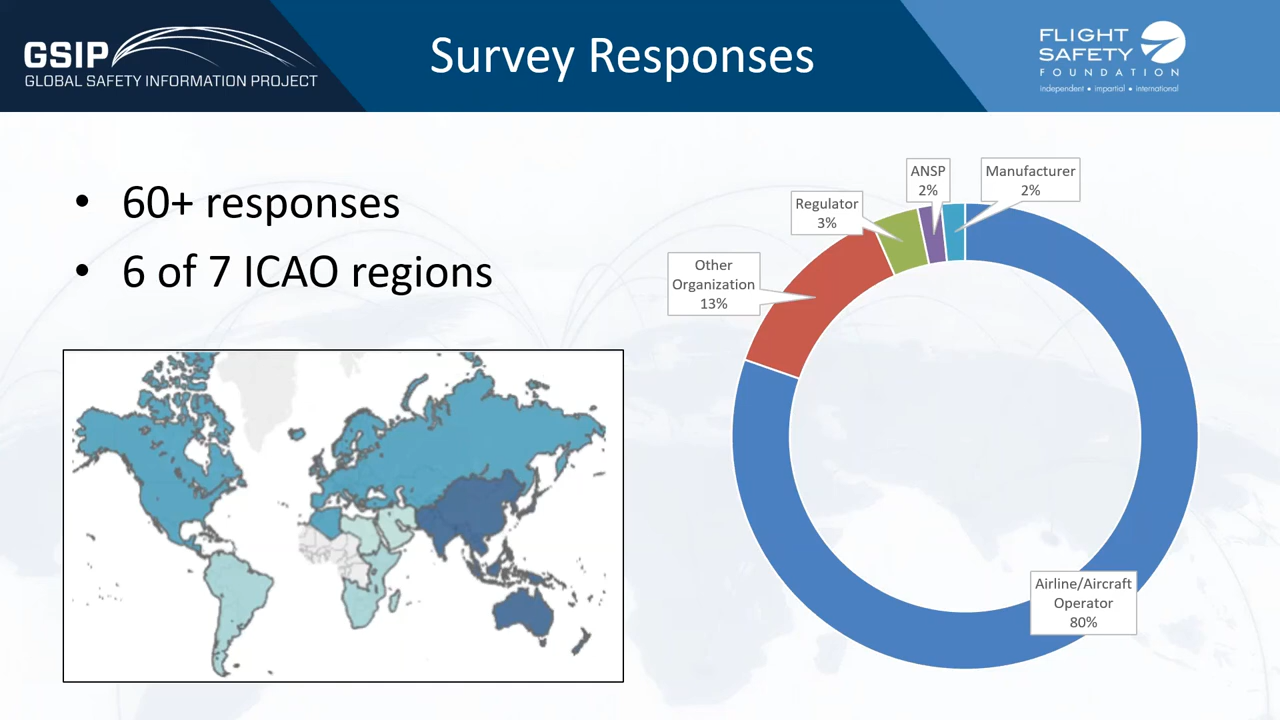 GSIP
GLOBAL SAFETY INFORMATION PROJECT
Survey Responses
FLIGHT
SAFETY
FOUNDATION
independent • impartial • international
• 60+ responses
• 6 of 7 ICAO regions
ANSP
2%
Manufacturer
2%
Regulator
3%
Other
Organization
13%
Airline/Aircraft
Operator
80%